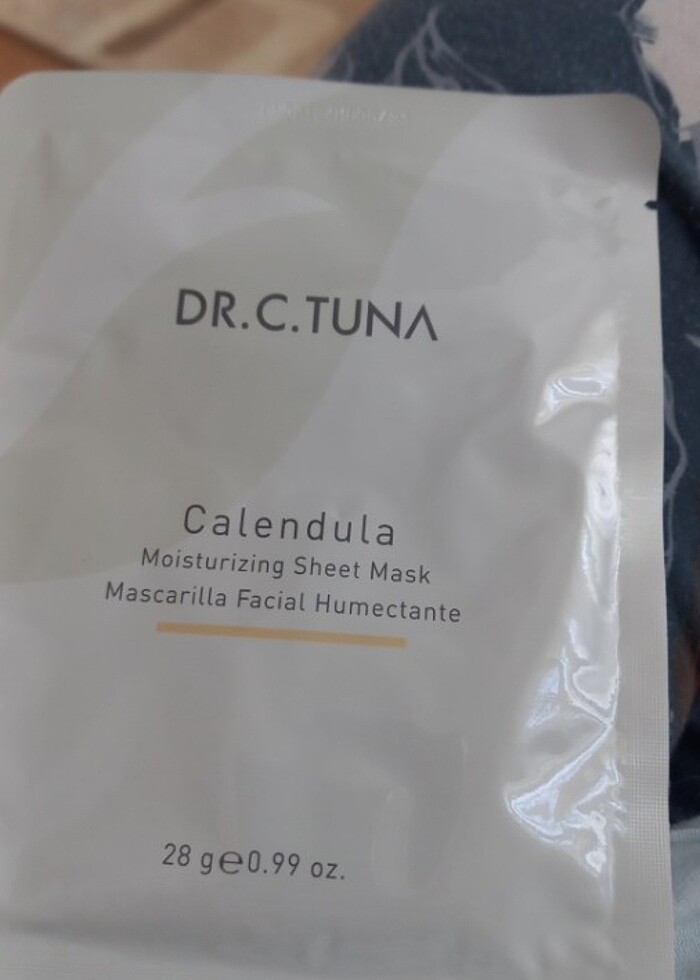 DR.C.TUNA
Calendula
Moisturizing Sheet Mask
Mascarilla Facial Humectante
28 g℮0.99 oz.